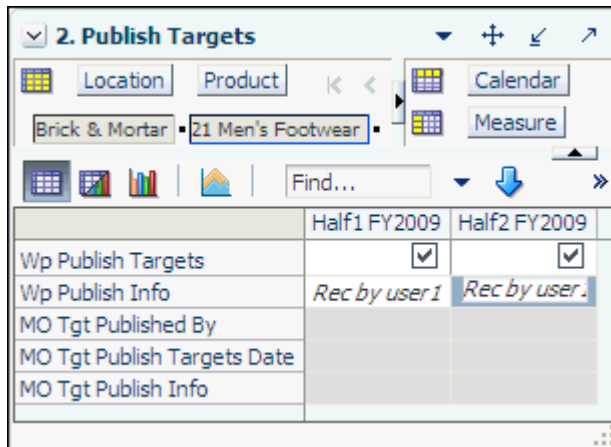 2. Publish Targets
Location Product Calendar
Brick & Mortar 21 Men's Footwear Measure
Find...
Half1 FY2009 Half2 FY2009
Wp Publish Targets
Wp Publish Info Rec by user1 Rec by user1
MO Tgt Published By
MO Tgt Publish Targets Date
MO Tgt Publish Info